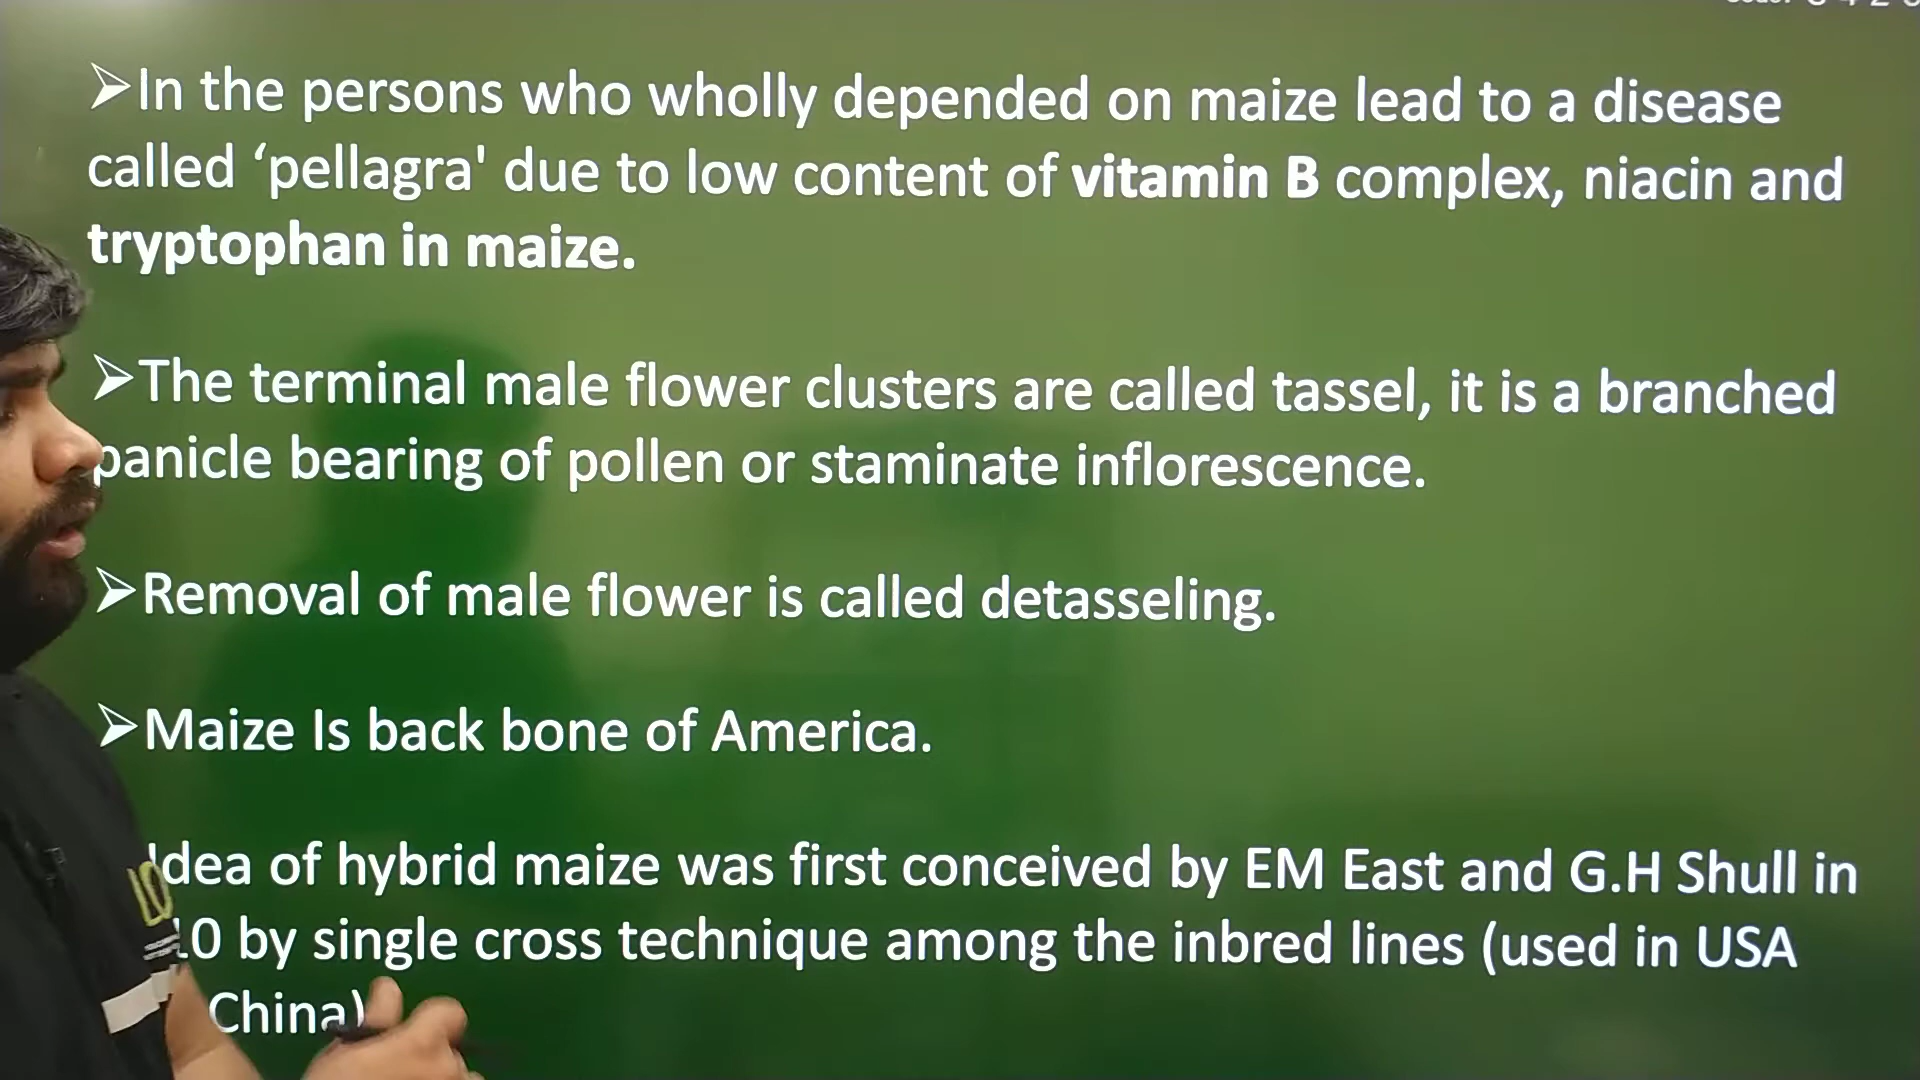 ➢In the persons who wholly depended on maize lead to a disease
called ‘pellagra' due to low content of vitamin B complex, niacin and
tryptophan in maize.
➢The terminal male flower clusters are called tassel, it is a branched
panicle bearing of pollen or staminate inflorescence.
➢Removal of male flower is called detasseling.
➢Maize Is back bone of America.
Idea of hybrid maize was first conceived by EM East and G.H Shull in
10 by single cross technique among the inbred lines (used in USA
China)